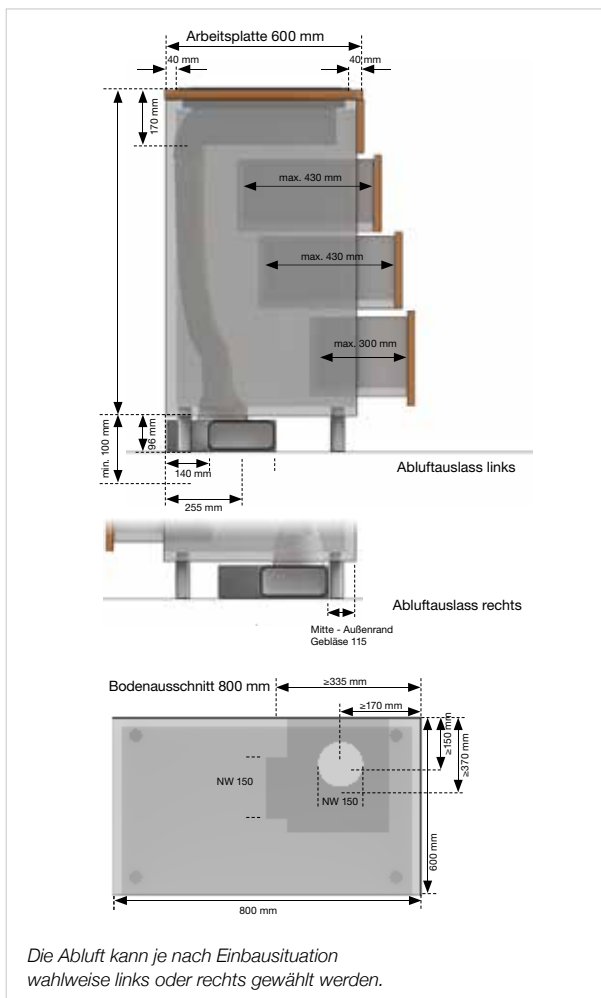 Arbeitsplatte 600 mm
40 mm
40 mm
170 mm
max. 430 mm
max. 430 mm
max. 300 mm
min. 100 mm
96 mm
140 mm
255 mm
Abluftauslass links
Abluftauslass rechts
Mitte - Außenrand
Gebläse 115
Bodenausschnitt 800 mm
≥335 mm
≥170 mm
≥150 mm
≥370 mm
NW 150
NW 150
600 mm
800 mm
Die Abluft kann je nach Einbausituation
wahlweise links oder rechts gewählt werden.